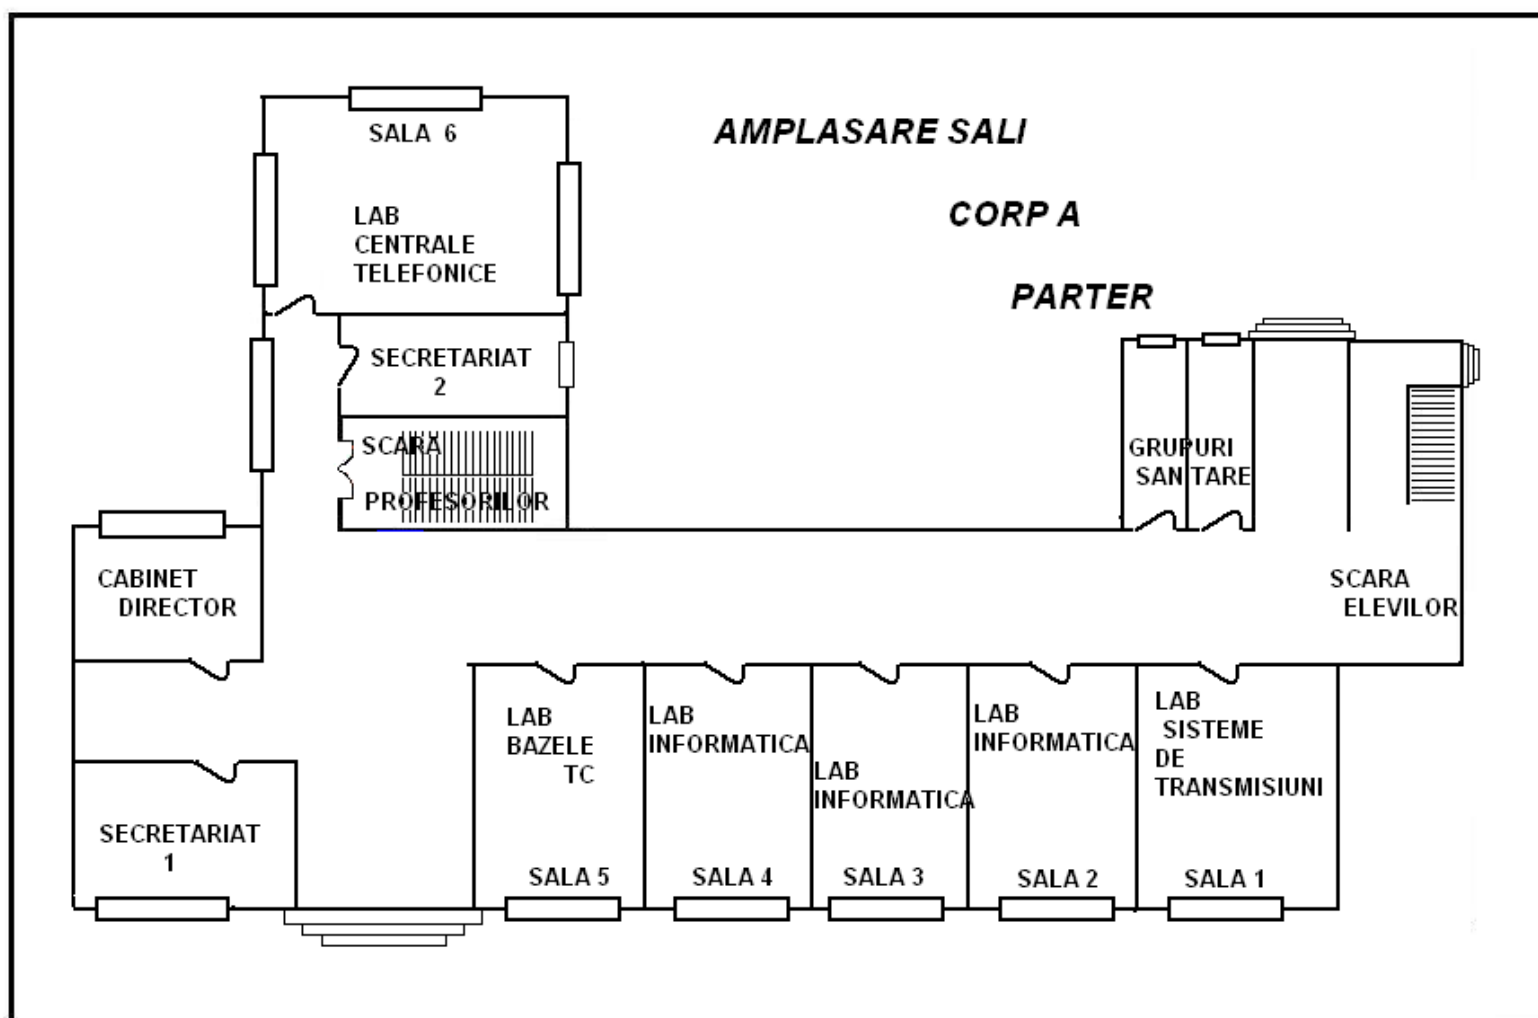 AMPLASARE SALI
CORP A
PARTER
SALA 6
LAB
CENTRALE
TELEFONICE
SECRETARIAT
2
SCARA
PROFESORILOR
GRUPURI
SANITARE
CABINET
DIRECTOR
SCARA
ELEVILOR
SECRETARIAT
1
LAB
BAZELE
TC
SALA 5
LAB
INFORMATICA
SALA 4
LAB
INFORMATICA
SALA 3
LAB
INFORMATICA
SALA 2
LAB
SISTEME
DE
TRANSMISIUNI
SALA 1